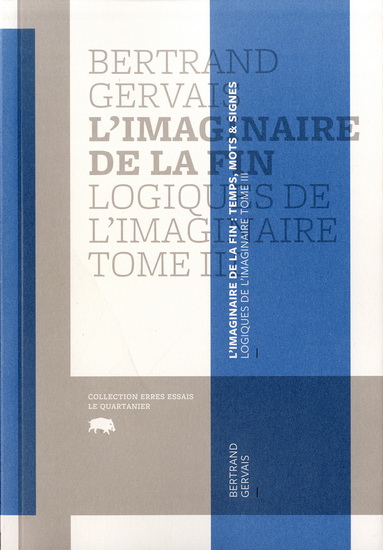 BERTRAND
GERVAIS
L'IMAGINAIRE
DE LA FIN
LOGIQUES DE
L'IMAGINAIRE
TOME III
COLLECTION ERRES ESSAIS
LE QUARTANIER
L'IMAGINAIRE DE LA FIN : TEMPS, MOTS & SIGNES
LOGIQUES DE L'IMAGINAIRE TOME III
BERTRAND
GERVAIS